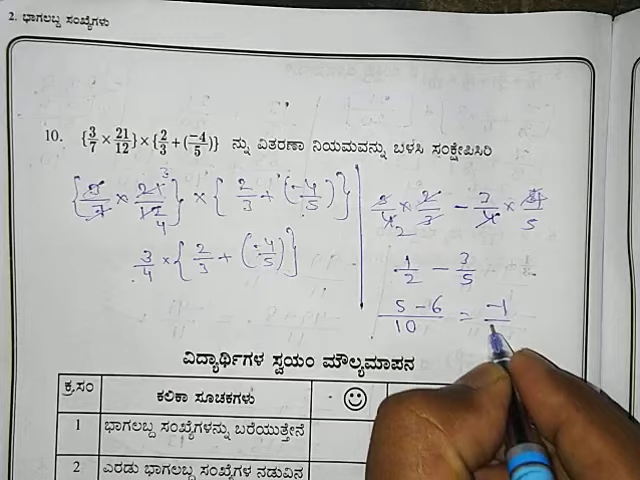 2. ಭಾಗಲಬ್ಧ ಸಂಖ್ಯೆಗಳು
10. {3/7 × 21/12} × {2/3 + (-4/5)} ನ್ನು ವಿತರಣಾ ನಿಯಮವನ್ನು ಬಳಸಿ ಸಂಕ್ಷೇಪಿಸಿರಿ
{3/7 × 21/12} × {2/3 + (-4/5)}
3
4
3/4 × {2/3 + (-4/5)}
3/4 × 2/3 - 3/4 × 4/5
2
1/2 - 3/5
5-6/10 = -1
ವಿದ್ಯಾರ್ಥಿಗಳ ಸ್ವಯಂ ಮೌಲ್ಯಮಾಪನ
ಕ್ರ.ಸಂ ಕಲಿಕಾ ಸೂಚಕಗಳು
1 ಭಾಗಲಬ್ಧ ಸಂಖ್ಯೆಗಳನ್ನು ಬರೆಯುತ್ತೇನೆ
2 ಎರಡು ಭಾಗಲಬ್ಧ ಸಂಖ್ಯೆಗಳ ನಡುವಿನ